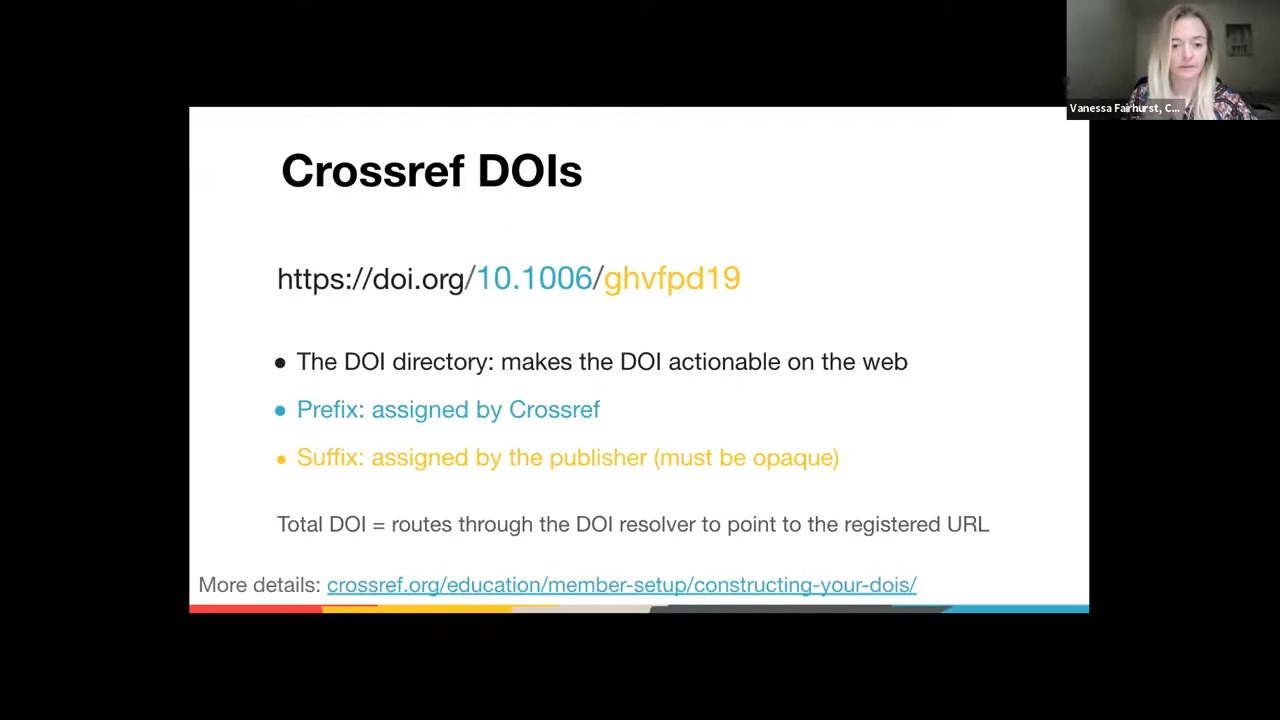 Vanessa Fairhurst, C...
Crossref DOIs
https://doi.org/10.1006/ghvfpd19
● The DOI directory: makes the DOI actionable on the web
● Prefix: assigned by Crossref
● Suffix: assigned by the publisher (must be opaque)
Total DOI = routes through the DOI resolver to point to the registered URL
More details: crossref.org/education/member-setup/constructing-your-dois/